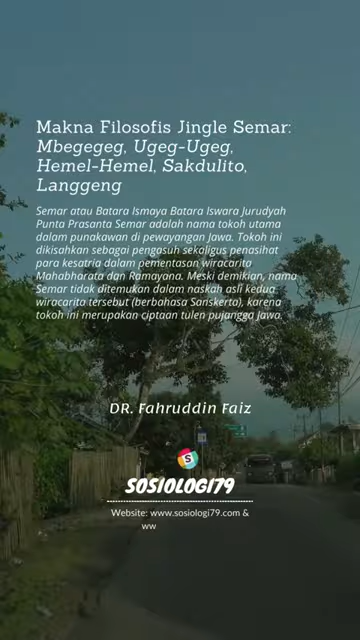 Makna Filosofis Jingle Semar:
Mbegegeg, Ugeg-Ugeg,
Hemel-Hemel, Sakdulito,
Langgeng
Semar atau Batara Ismaya Batara Iswara Jurudyah
Punta Prasanta Semar adalah nama tokoh utama
dalam punakawan di pewayangan Jawa. Tokoh ini
dikisahkan sebagai pengasuh sekaligus penasihat
para kesatria dalam pementasan wiracarita
Mahabharata dan Ramayana. Meski demikian, nama
Semar tidak ditemukan dalam naskah asli kedua
wiracarito tersebut (berbahasa Sanskerta), karena
tokoh ini merupakan ciptaan tulen pujangga Jawa.
DR. Fahruddin Faiz
S
SOSIOLOGI79
Website: www.sosiologi79.com &
ww